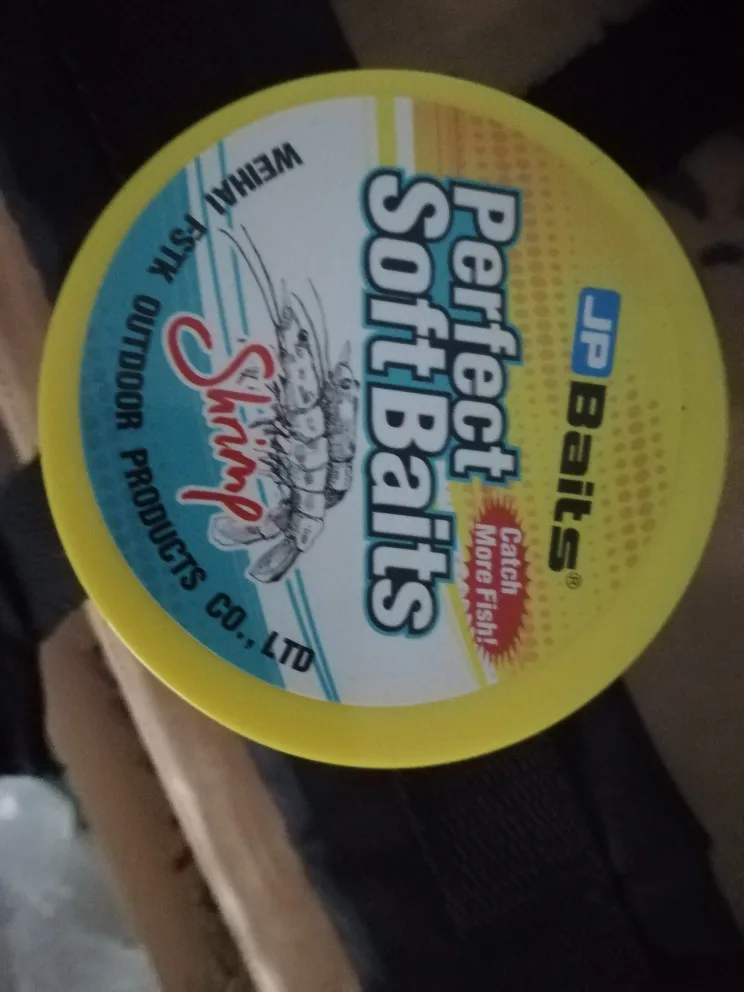 JP Baits®
Perfect
Soft Baits
Catch
More Fish!
Shrimp
WEIHAI FSTK OUTDOOR PRODUCTS CO., LTD